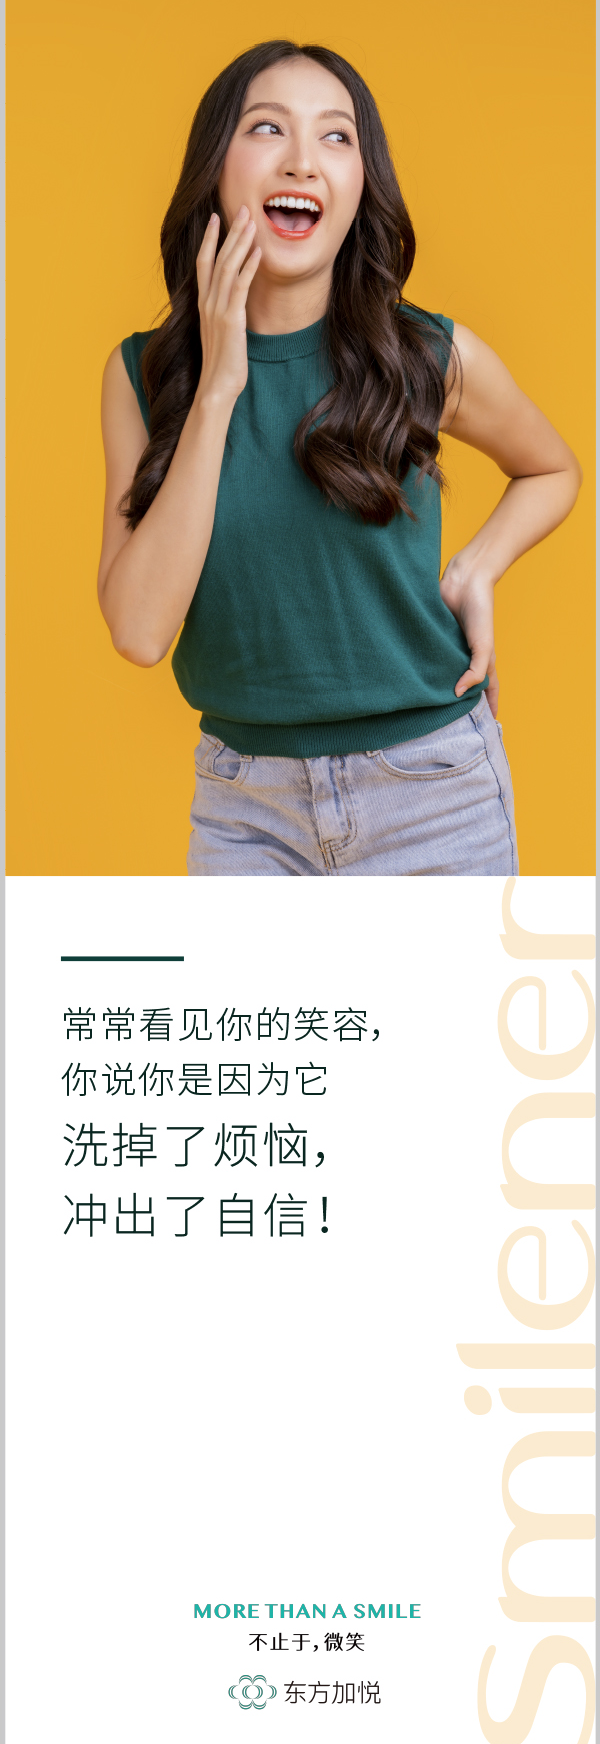 常常看见你的笑容，
你说你是因为它
洗掉了烦恼，
冲出了自信！
smilener
MORE THAN A SMILE
不止于，微笑
东方加悦